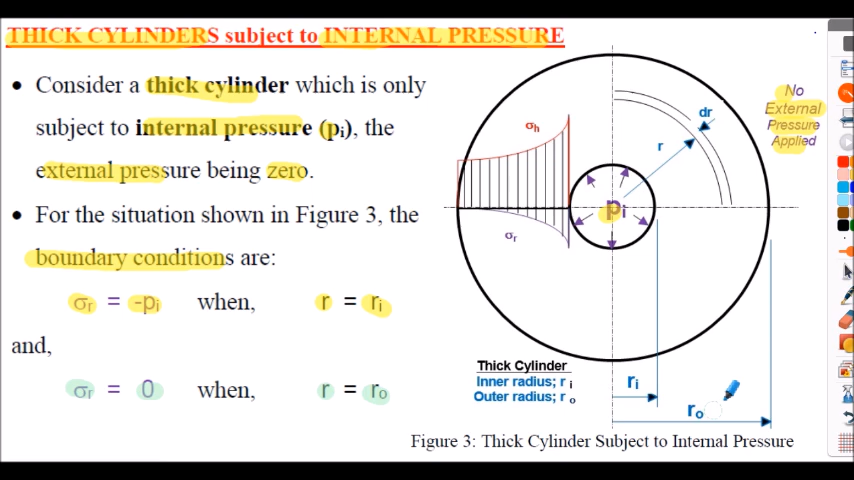 THICK CYLINDERS subject to INTERNAL PRESSURE
• Consider a thick cylinder which is only
subject to internal pressure (pᵢ), the
external pressure being zero.
• For the situation shown in Figure 3, the
boundary conditions are:
σr = -pᵢ when, r = rᵢ
and,
σr = 0 when, r = rₒ
No
External
Pressure
Applied
dr
r
σh
pᵢ
σr
Thick Cylinder
Inner radius; r i
Outer radius; r o
rᵢ
rₒ
Figure 3: Thick Cylinder Subject to Internal Pressure